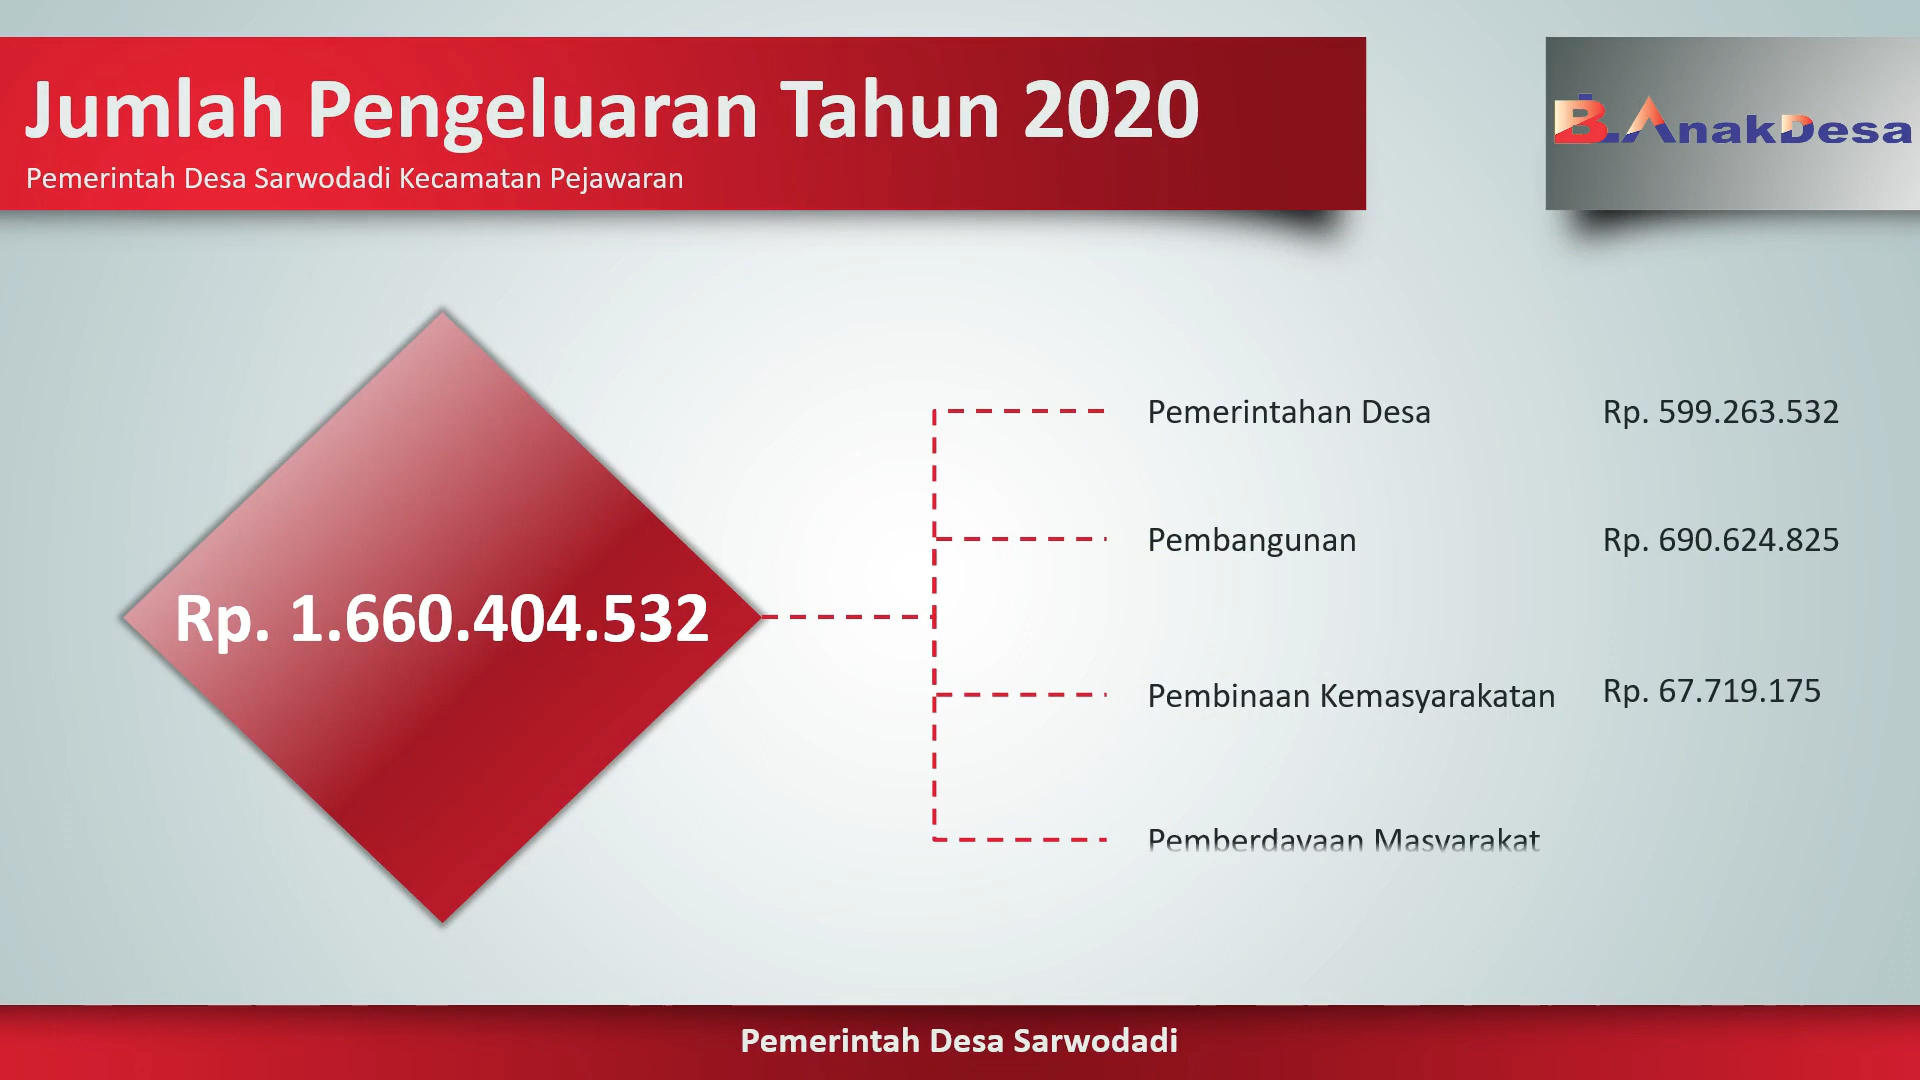 Jumlah Pengeluaran Tahun 2020
Pemerintah Desa Sarwodadi Kecamatan Pejawaran
BLAnakDesa
Rp. 1.660.404.532
Pemerintahan Desa Rp. 599.263.532
Pembangunan Rp. 690.624.825
Pembinaan Kemasyarakatan Rp. 67.719.175
Pemberdayaan Masyarakat
Pemerintah Desa Sarwodadi